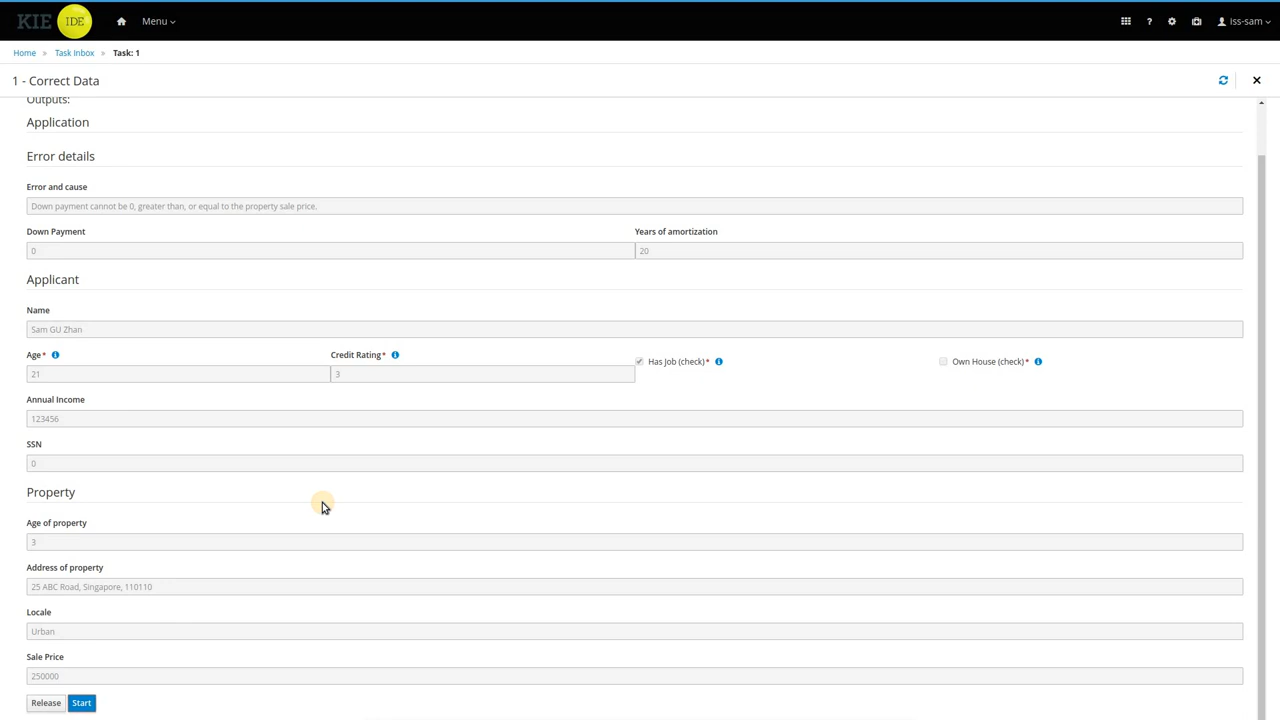 KIE IDE Menu ? iss-sam
Home » Task Inbox » Task: 1
1 - Correct Data
Outputs:
Application
Error details
Error and cause
Down payment cannot be 0, greater than, or equal to the property sale price.
Down Payment Years of amortization
0 20
Applicant
Name
Sam GU Zhan
Age* Credit Rating* Has Job (check)* Own House (check)*
21 3
Annual Income
123456
SSN
0
Property
Age of property
3
Address of property
25 ABC Road, Singapore, 110110
Locale
Urban
Sale Price
250000
Release Start